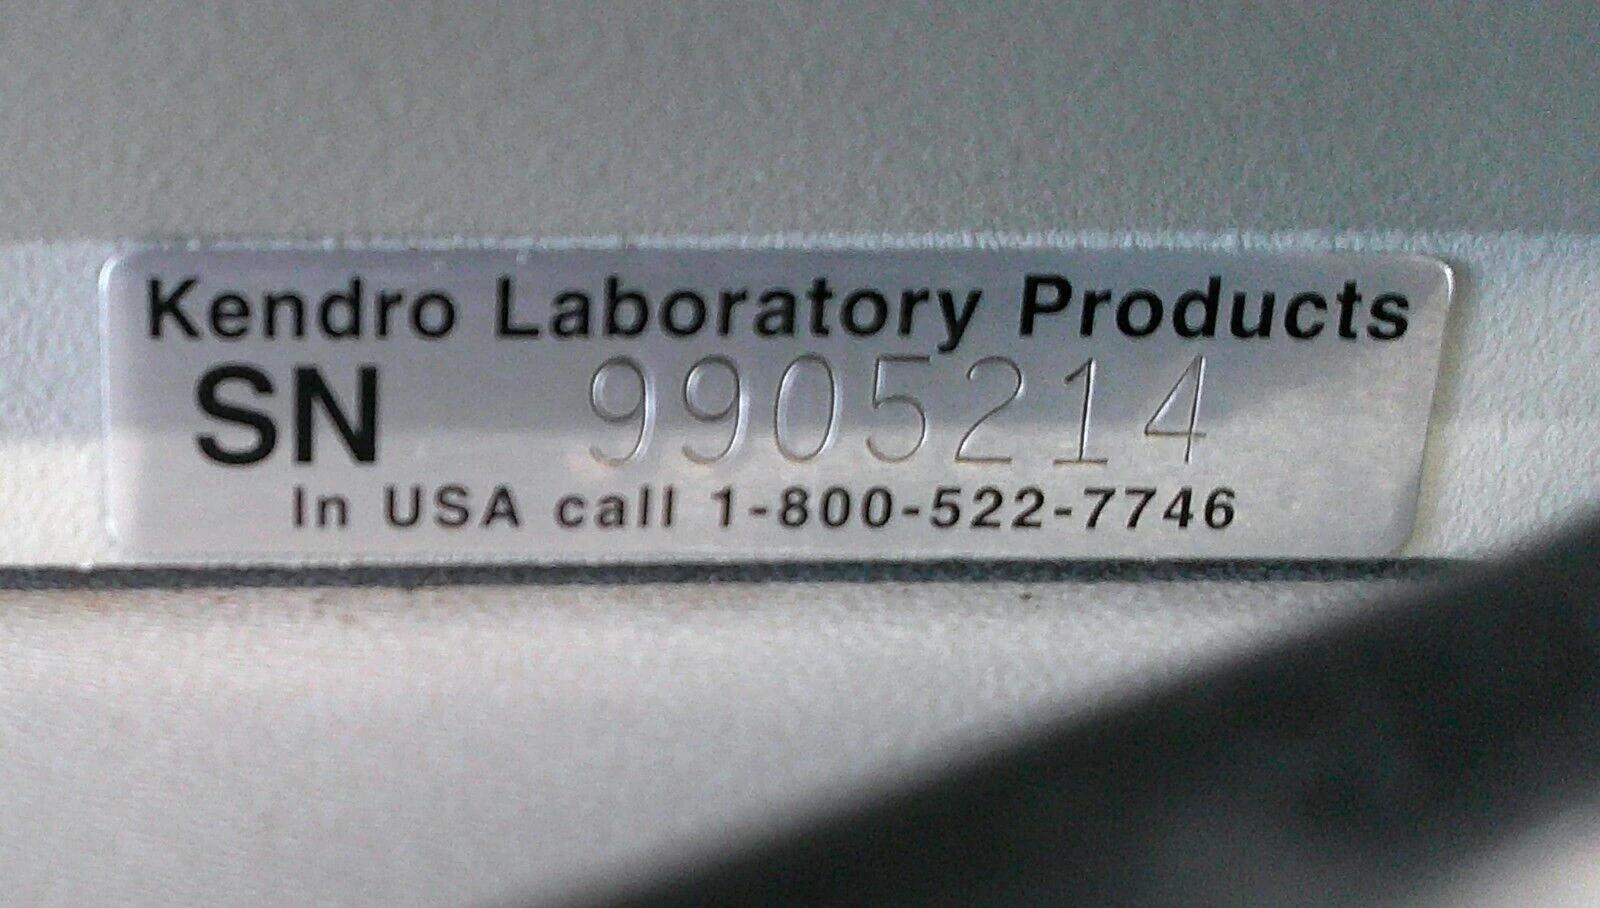 Kendro Laboratory Products
SN 9905214
In USA call 1-800-522-7746